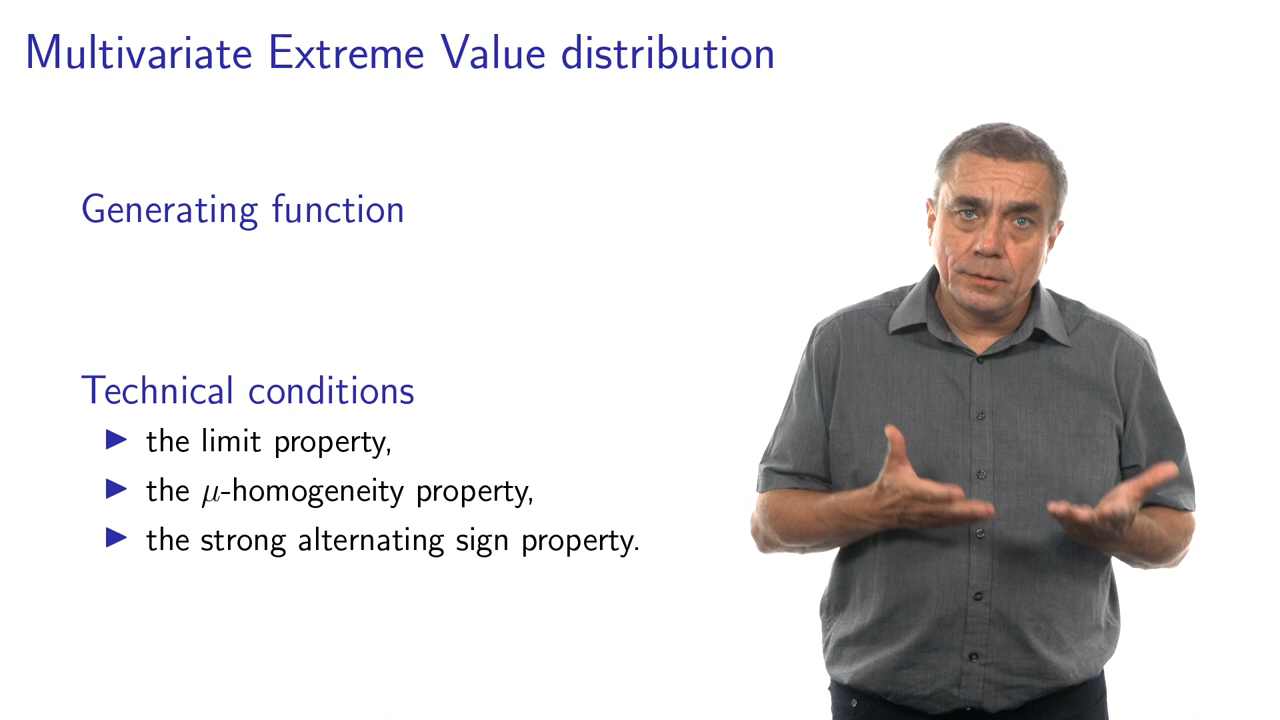 Multivariate Extreme Value distribution
Generating function
Technical conditions
▶ the limit property,
▶ the μ-homogeneity property,
▶ the strong alternating sign property.